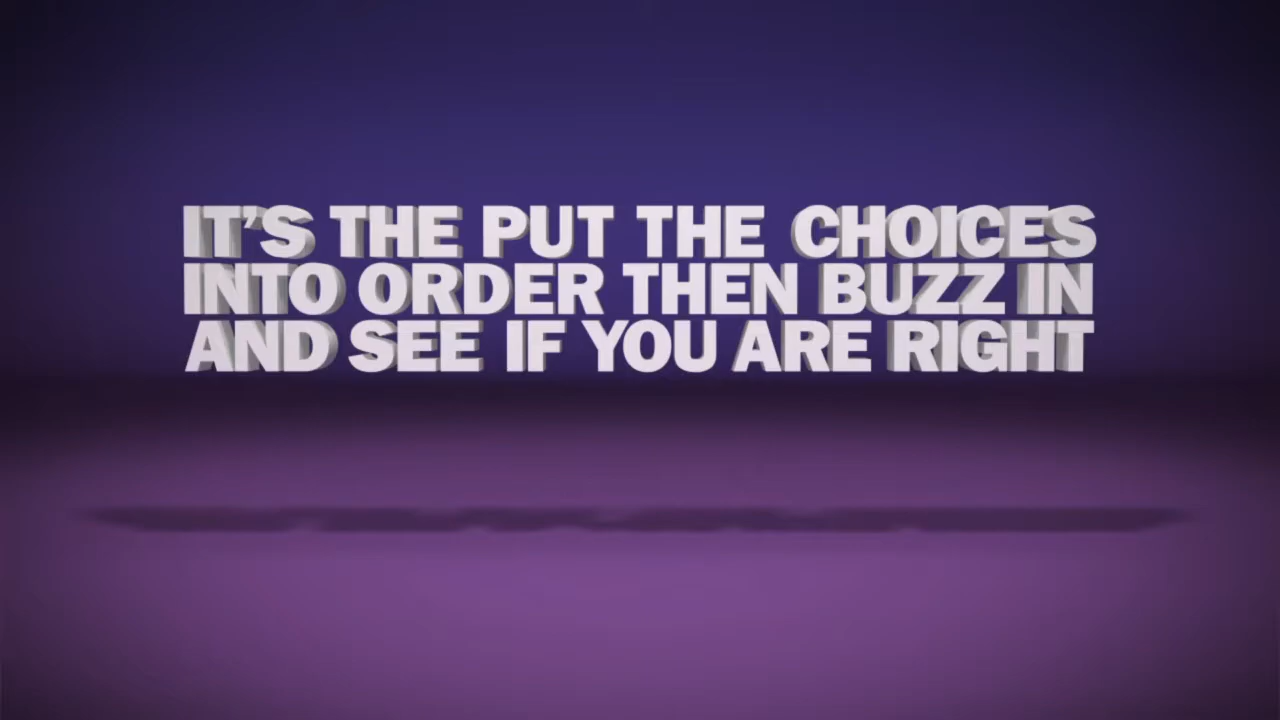 IT'S THE PUT THE CHOICES
INTO ORDER THEN BUZZ IN
AND SEE IF YOU ARE RIGHT